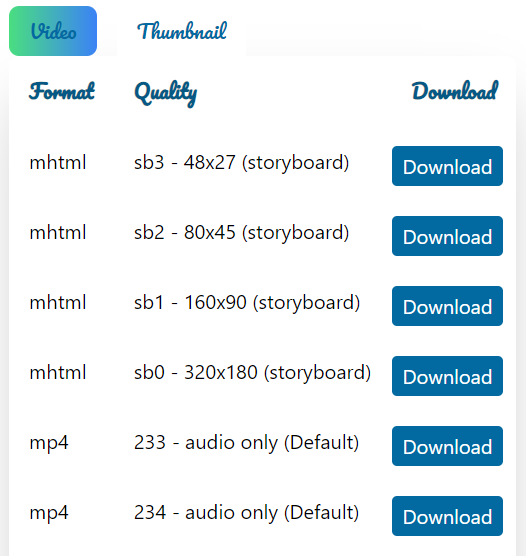 Video Thumbnail
Format Quality Download
mhtml sb3 - 48x27 (storyboard) Download
mhtml sb2 - 80x45 (storyboard) Download
mhtml sb1 - 160x90 (storyboard) Download
mhtml sb0 - 320x180 (storyboard) Download
mp4 233 - audio only (Default) Download
mp4 234 - audio only (Default) Download